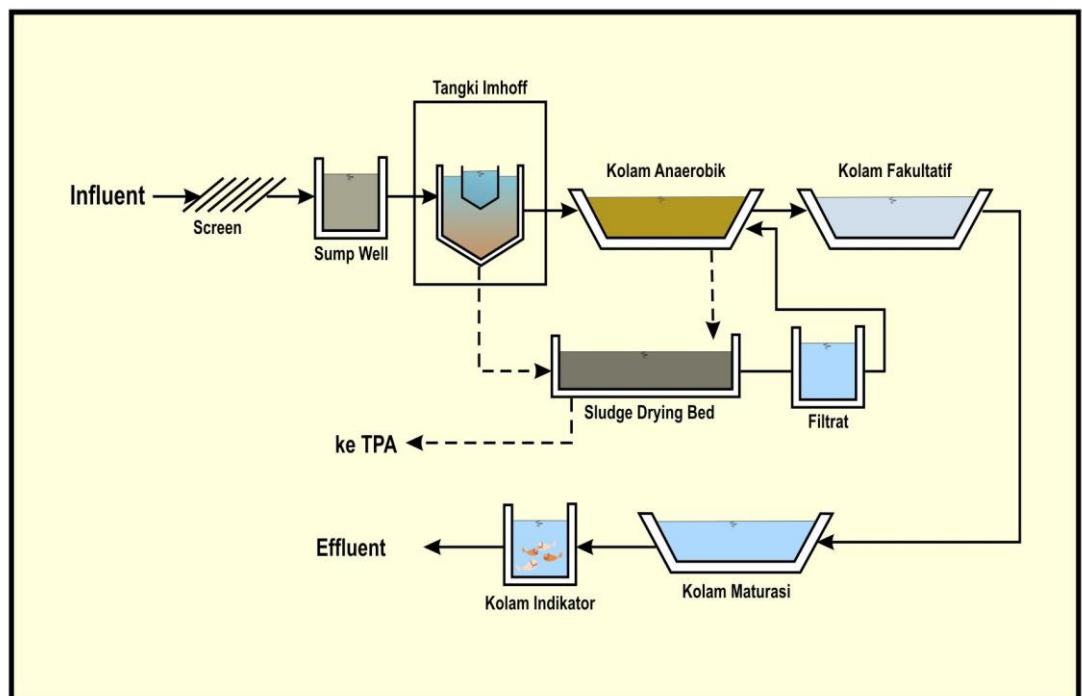 Tangki Imhoff
Kolam Anaerobik
Kolam Fakultatif
Influent
Screen
Sump Well
Sludge Drying Bed
Filtrat
ke TPA
Effluent
Kolam Indikator
Kolam Maturasi